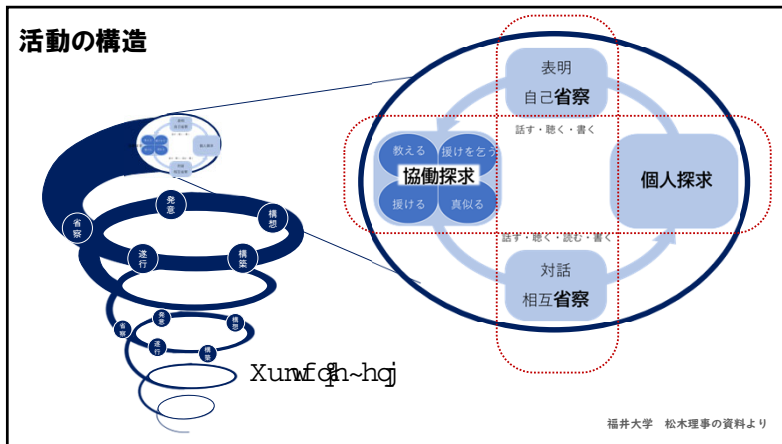 活動の構造
表明
自己省察
話す・聴く・書く
教える
援けを乞う
協働探求
援ける
真似る
個人探求
話す・聴く・読む・書く
対話
相互省察
発意
構想
省察
遂行
構築
発意
構想
省察
遂行
構築
福井大学 松木理事の資料より